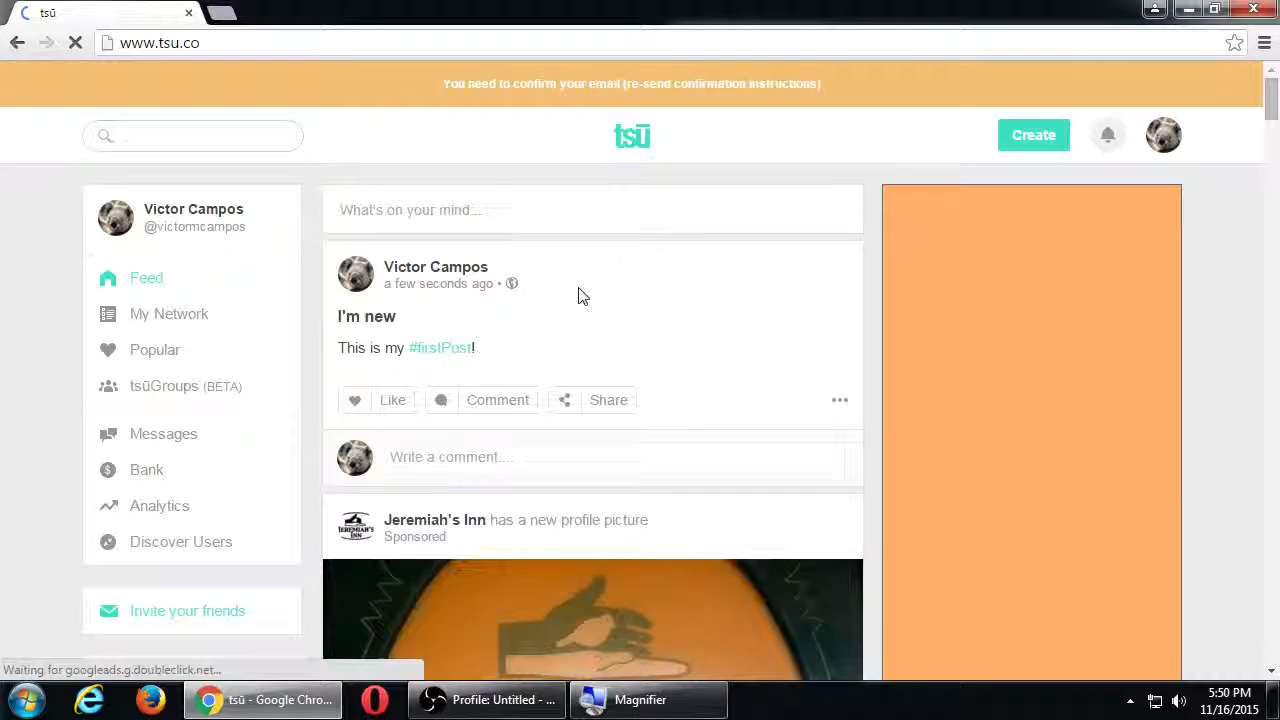 tsū
www.tsu.co
You need to confirm your email (re-send confirmation instructions)
tsū
Create
Victor Campos
@victormcampos
Feed
My Network
Popular
tsūGroups (BETA)
Messages
Bank
Analytics
Discover Users
Invite your friends
What's on your mind...
Victor Campos
a few seconds ago •
I'm new
This is my #firstPost!
Like Comment Share
Write a comment....
JEREMIAH'S INN
Jeremiah's Inn has a new profile picture
Sponsored
Waiting for googleads.g.doubleclick.net...
tsū - Google Chro...
Profile: Untitled - ...
Magnifier
5:50 PM
11/16/2015